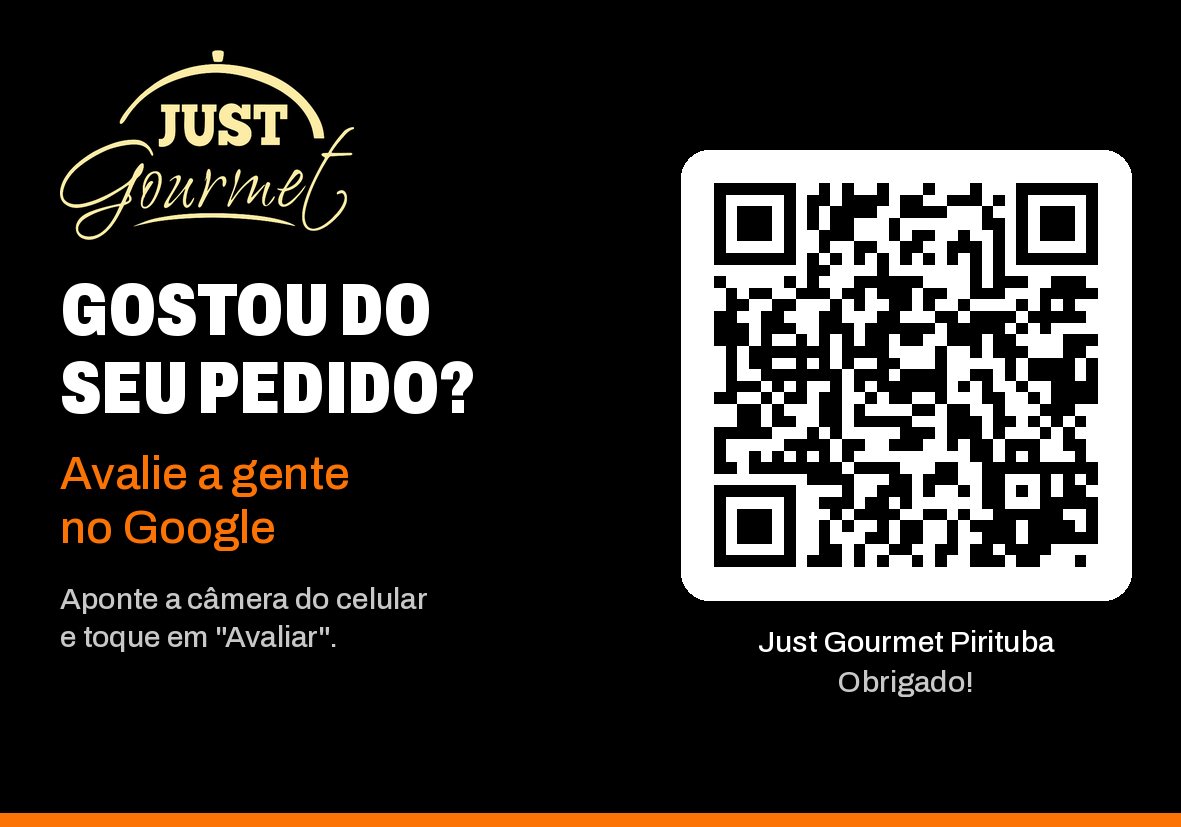 JUST
Gourmet
GOSTOU DO
SEU PEDIDO?
Avalie a gente
no Google
Aponte a câmera do celular
e toque em "Avaliar".
Just Gourmet Pirituba
Obrigado!